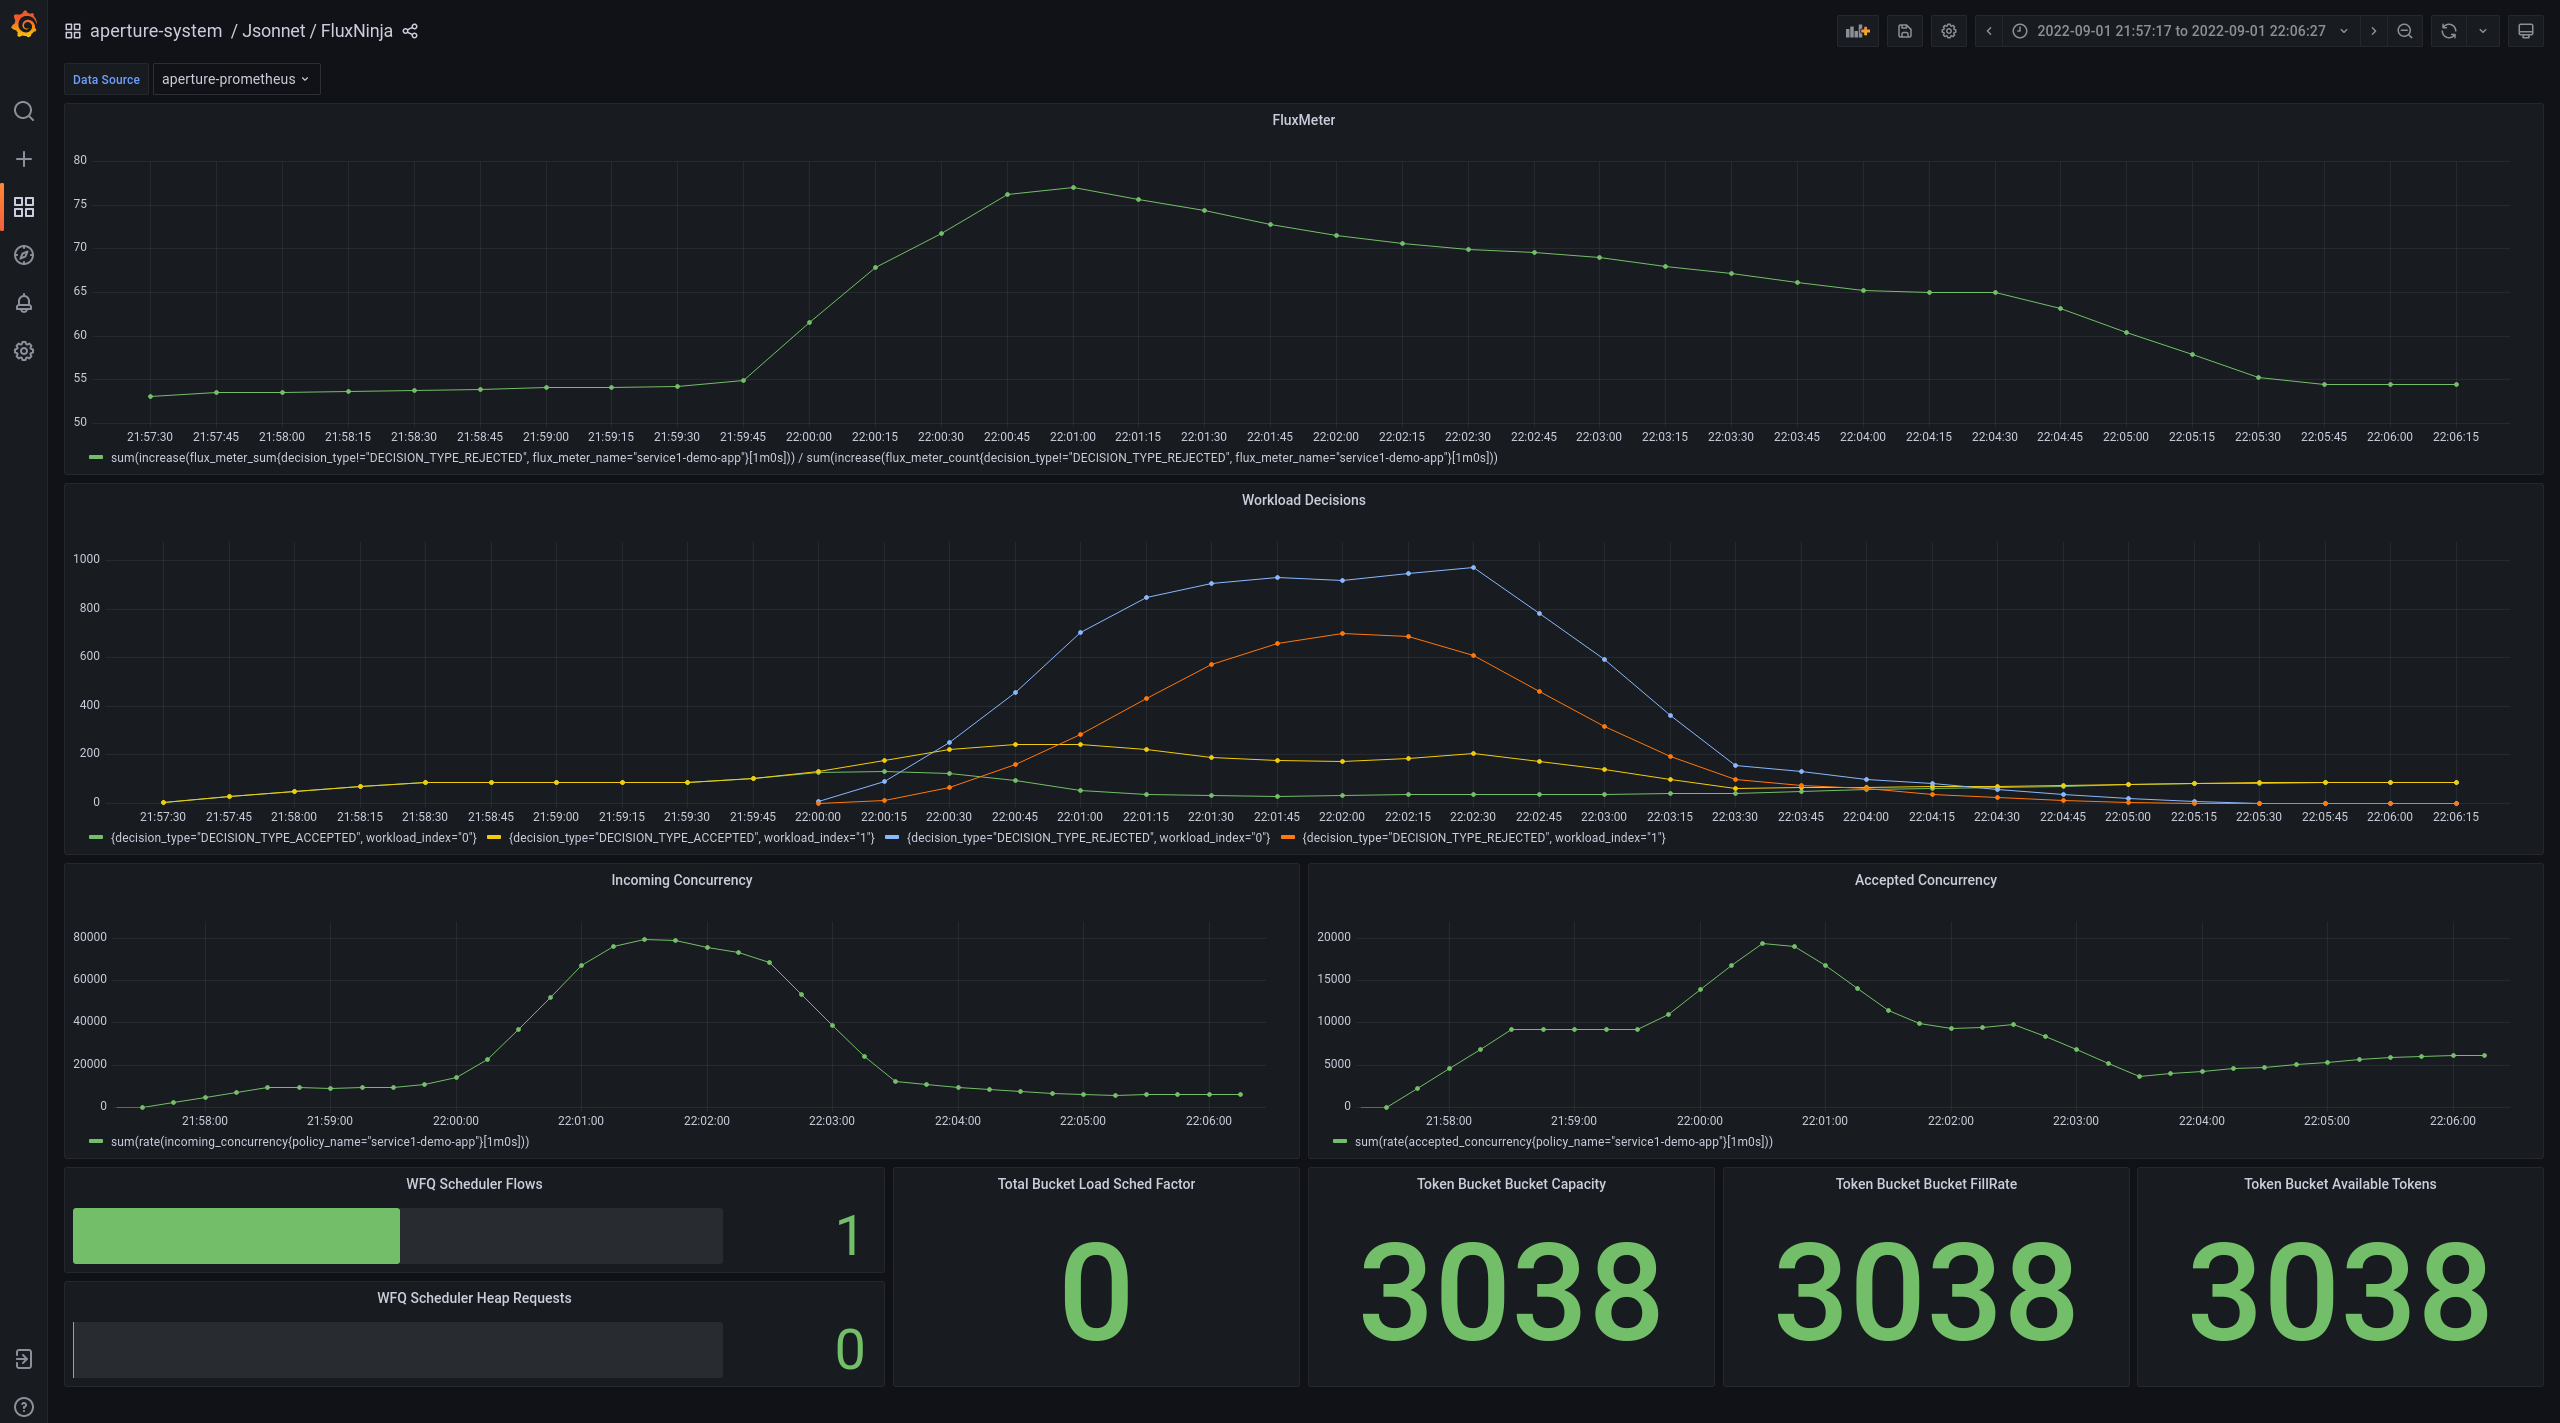 aperture-system / Jsonnet / FluxNinja
2022-09-01 21:57:17 to 2022-09-01 22:06:27
Data Source aperture-prometheus
FluxMeter
80
75
70
65
60
55
50
21:57:30 21:57:45 21:58:00 21:58:15 21:58:30 21:58:45 21:59:00 21:59:15 21:59:30 21:59:45 22:00:00 22:00:15 22:00:30 22:00:45 22:01:00 22:01:15 22:01:30 22:01:45 22:02:00 22:02:15 22:02:30 22:02:45 22:03:00 22:03:15 22:03:30 22:03:45 22:04:00 22:04:15 22:04:30 22:04:45 22:05:00 22:05:15 22:05:30 22:05:45 22:06:00 22:06:15
sum(increase(flux_meter_sum{decision_type!="DECISION_TYPE_REJECTED", flux_meter_name="service1-demo-app"}[1m0s])) / sum(increase(flux_meter_count{decision_type!="DECISION_TYPE_REJECTED", flux_meter_name="service1-demo-app"}[1m0s]))
Workload Decisions
1000
800
600
400
200
0
21:57:30 21:57:45 21:58:00 21:58:15 21:58:30 21:58:45 21:59:00 21:59:15 21:59:30 21:59:45 22:00:00 22:00:15 22:00:30 22:00:45 22:01:00 22:01:15 22:01:30 22:01:45 22:02:00 22:02:15 22:02:30 22:02:45 22:03:00 22:03:15 22:03:30 22:03:45 22:04:00 22:04:15 22:04:30 22:04:45 22:05:00 22:05:15 22:05:30 22:05:45 22:06:00 22:06:15
{decision_type="DECISION_TYPE_ACCEPTED", workload_index="0"} {decision_type="DECISION_TYPE_ACCEPTED", workload_index="1"} {decision_type="DECISION_TYPE_REJECTED", workload_index="0"} {decision_type="DECISION_TYPE_REJECTED", workload_index="1"}
Incoming Concurrency
80000
60000
40000
20000
0
21:58:00 21:59:00 22:00:00 22:01:00 22:02:00 22:03:00 22:04:00 22:05:00 22:06:00
sum(rate(incoming_concurrency{policy_name="service1-demo-app"}[1m0s]))
Accepted Concurrency
20000
15000
10000
5000
0
21:58:00 21:59:00 22:00:00 22:01:00 22:02:00 22:03:00 22:04:00 22:05:00 22:06:00
sum(rate(accepted_concurrency{policy_name="service1-demo-app"}[1m0s]))
WFQ Scheduler Flows
1
WFQ Scheduler Heap Requests
0
Total Bucket Load Sched Factor
0
Token Bucket Bucket Capacity
3038
Token Bucket Bucket FillRate
3038
Token Bucket Available Tokens
3038